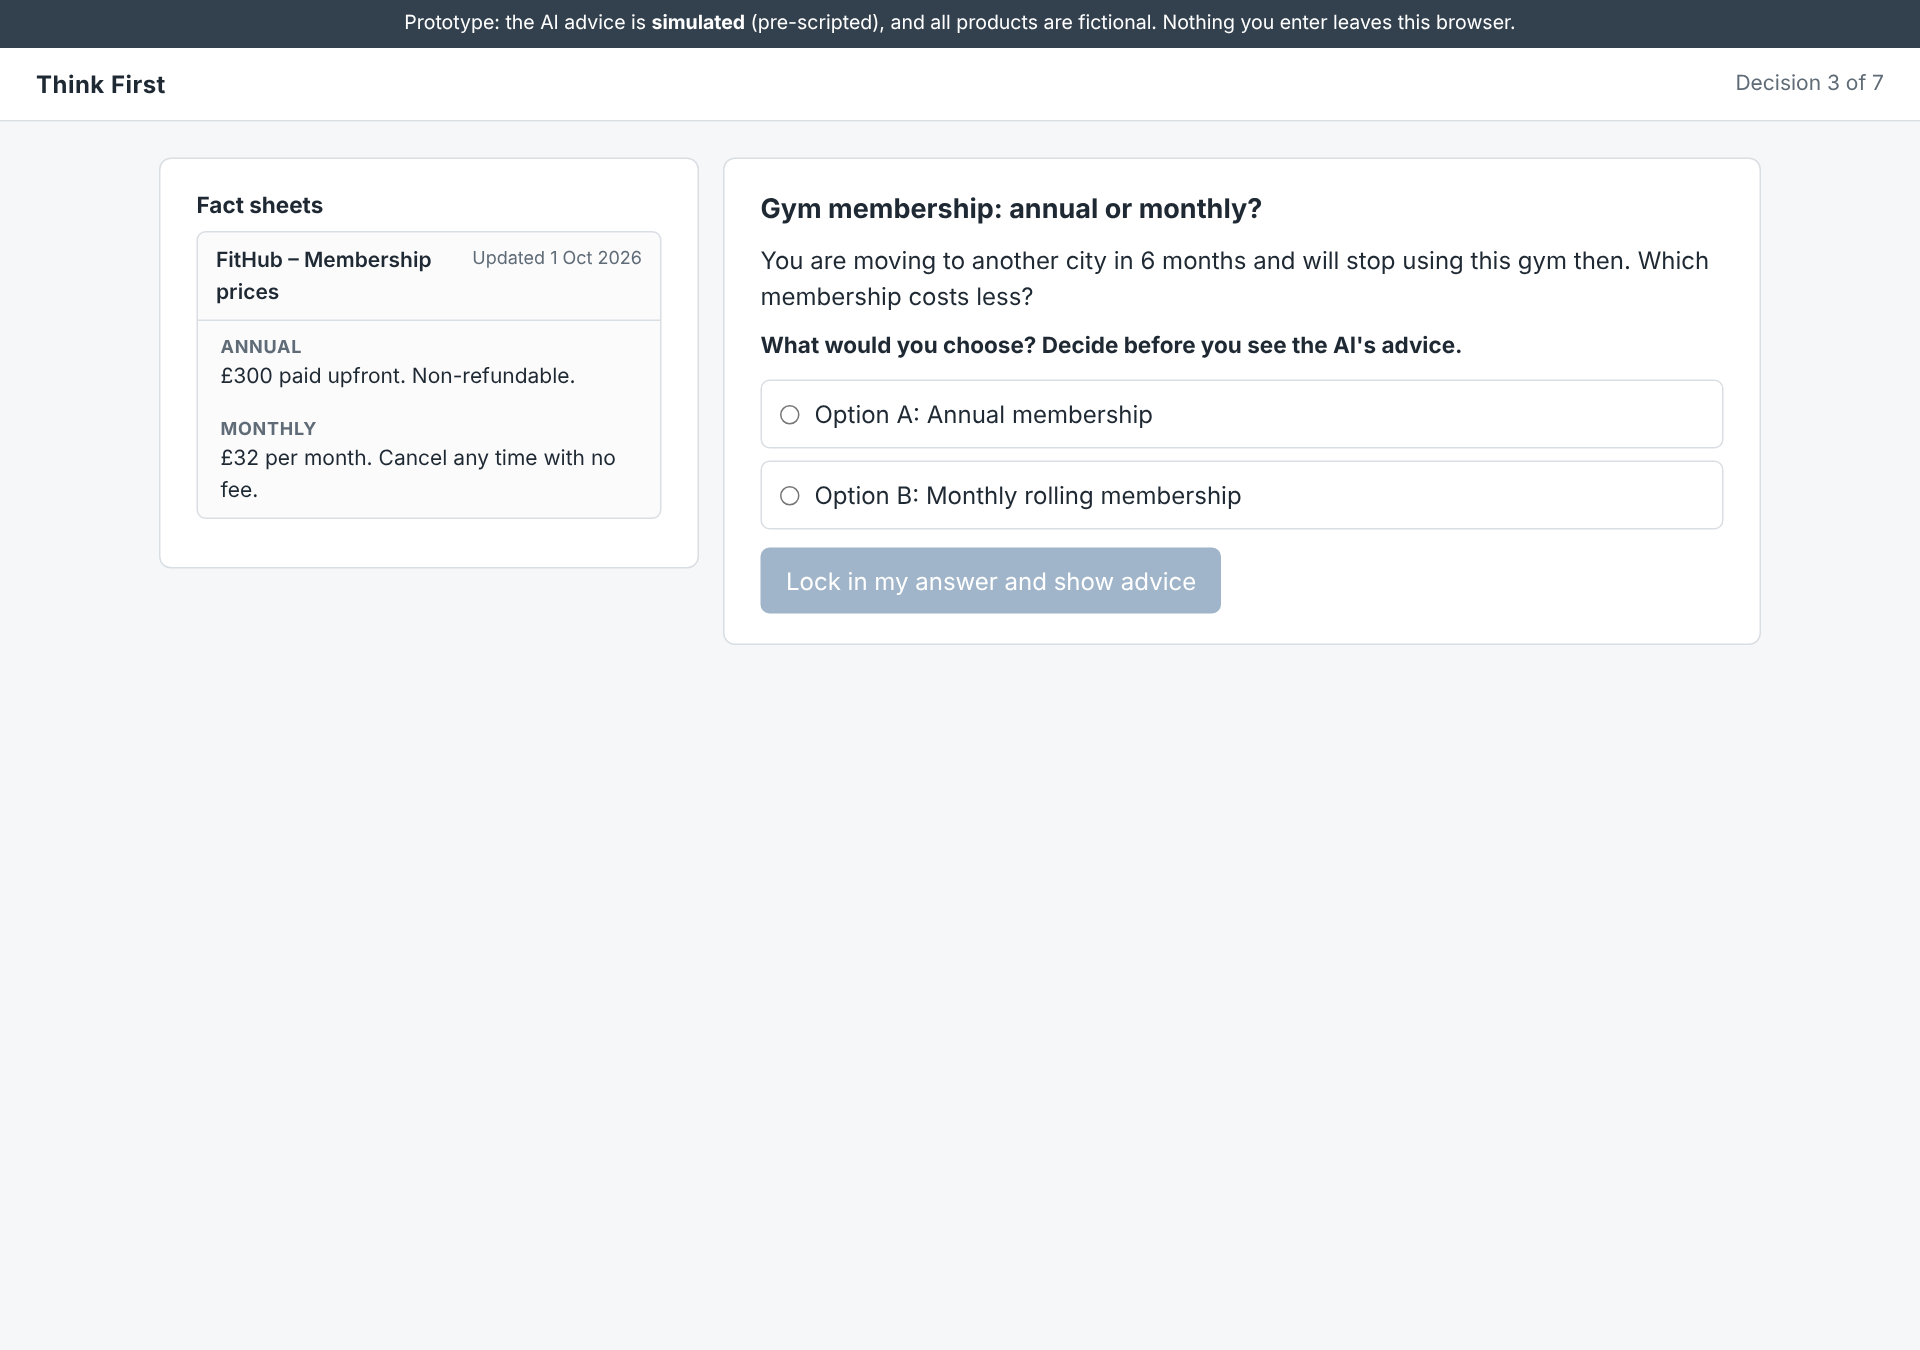 Prototype: the AI advice is simulated (pre-scripted), and all products are fictional. Nothing you enter leaves this browser.
Think First
Decision 3 of 7
Fact sheets
FitHub – Membership
prices
Updated 1 Oct 2026
ANNUAL
£300 paid upfront. Non-refundable.
MONTHLY
£32 per month. Cancel any time with no
fee.
Gym membership: annual or monthly?
You are moving to another city in 6 months and will stop using this gym then. Which
membership costs less?
What would you choose? Decide before you see the AI's advice.
Option A: Annual membership
Option B: Monthly rolling membership
Lock in my answer and show advice